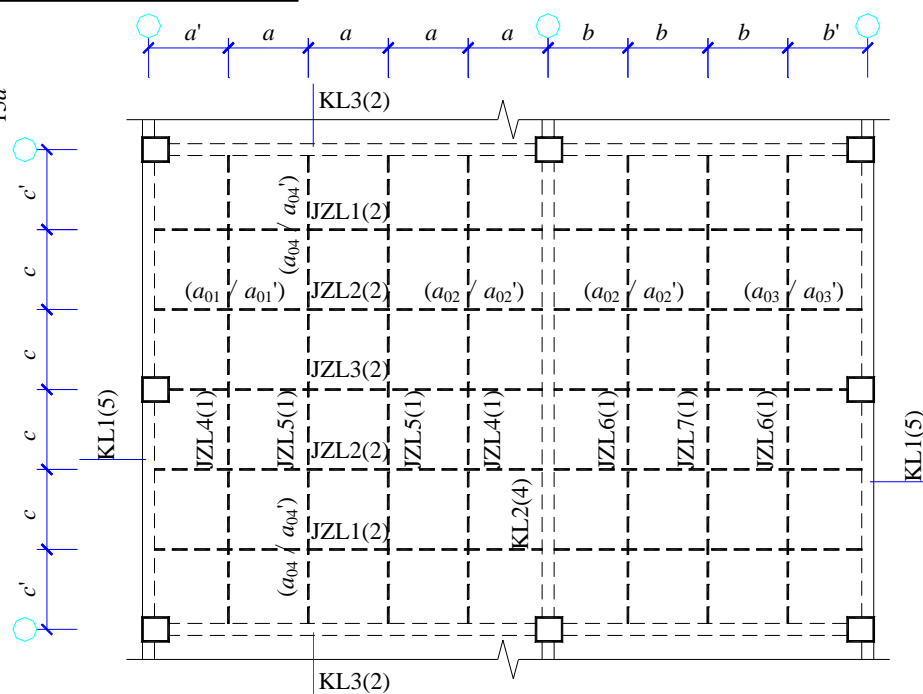 a' a a a a b b b b'
KL3(2)
c'
c
c
c
c
c'
(a₀₄ / a₀₄')
JZL1(2)
(a₀₁ / a₀₁') JZL2(2) (a₀₂ / a₀₂') (a₀₂ / a₀₂') (a₀₃ / a₀₃')
JZL3(2)
KL1(5)
JZL4(1)
JZL5(1)
JZL5(1)
JZL4(1)
JZL6(1)
JZL7(1)
JZL6(1)
KL1(5)
JZL2(2)
KL2(4)
(a₀₄ / a₀₄')
JZL1(2)
KL3(2)